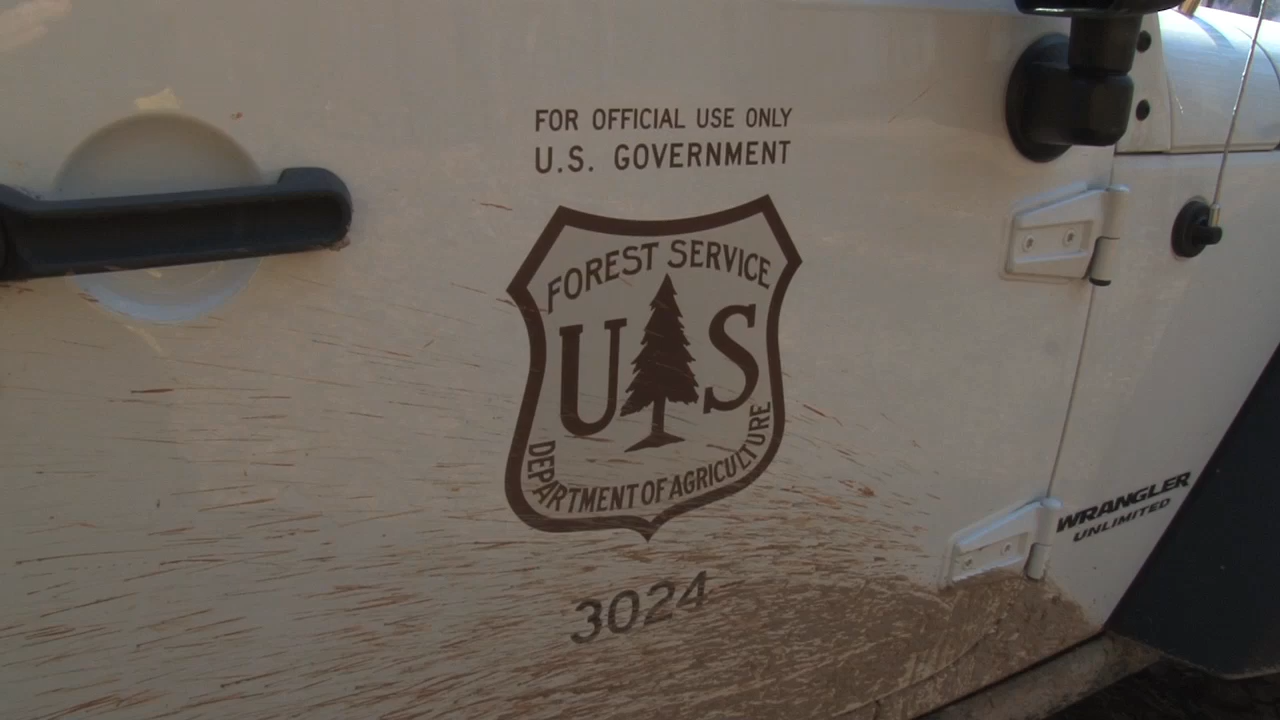 FOR OFFICIAL USE ONLY
U.S. GOVERNMENT
FOREST SERVICE
U S
DEPARTMENT OF AGRICULTURE
3024
WRANGLER
UNLIMITED